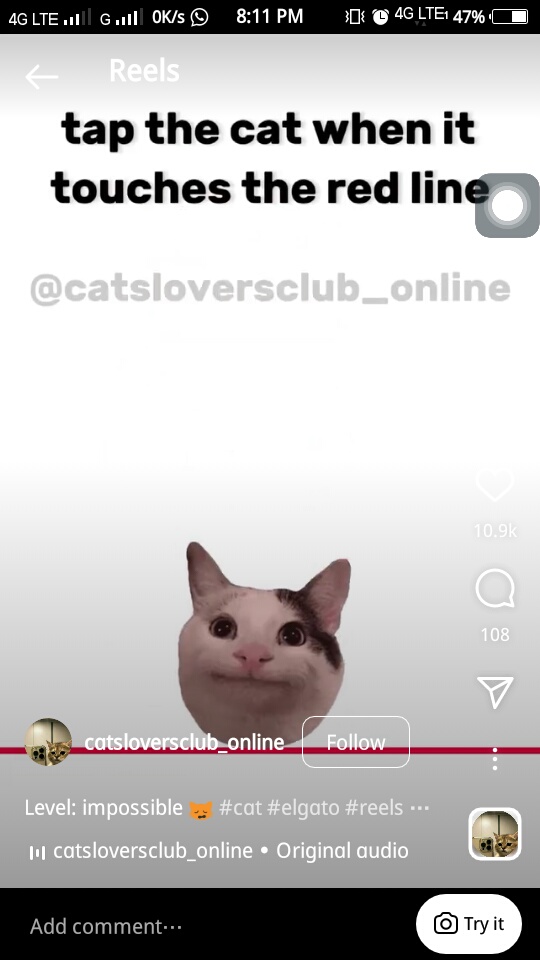 4G LTE G 0K/s 8:11 PM 4G LTE 47%
Reels
tap the cat when it
touches the red line
@catsloversclub_online
10.9k
108
catsloversclub_online Follow
Level: impossible #cat #elgato #reels ···
catsloversclub_online • Original audio
Add comment··· Try it